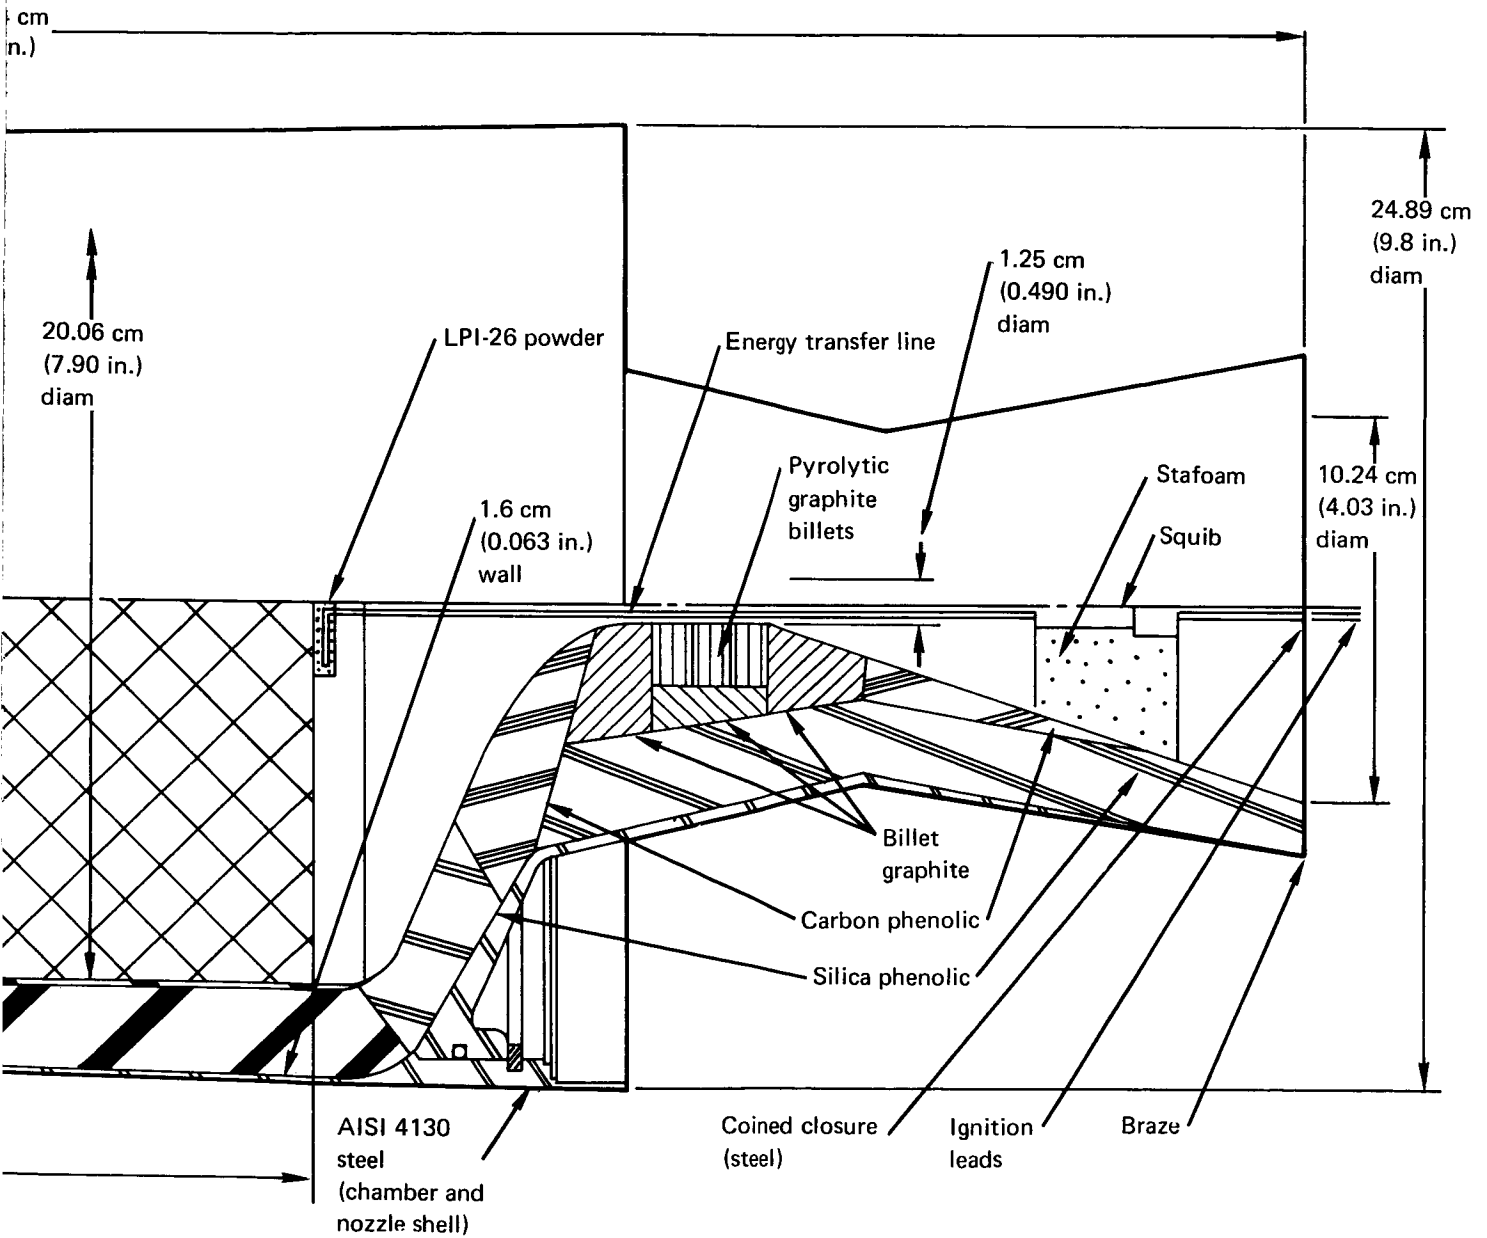 cm
n.)
24.89 cm
(9.8 in.)
diam
1.25 cm
(0.490 in.)
diam
20.06 cm
(7.90 in.)
diam
LPI-26 powder
Energy transfer line
Pyrolytic
graphite
billets
Stafoam
10.24 cm
(4.03 in.)
diam
1.6 cm
(0.063 in.)
wall
Squib
Billet
graphite
Carbon phenolic
Silica phenolic
AISI 4130
steel
(chamber and
nozzle shell)
Coined closure
(steel)
Ignition
leads
Braze